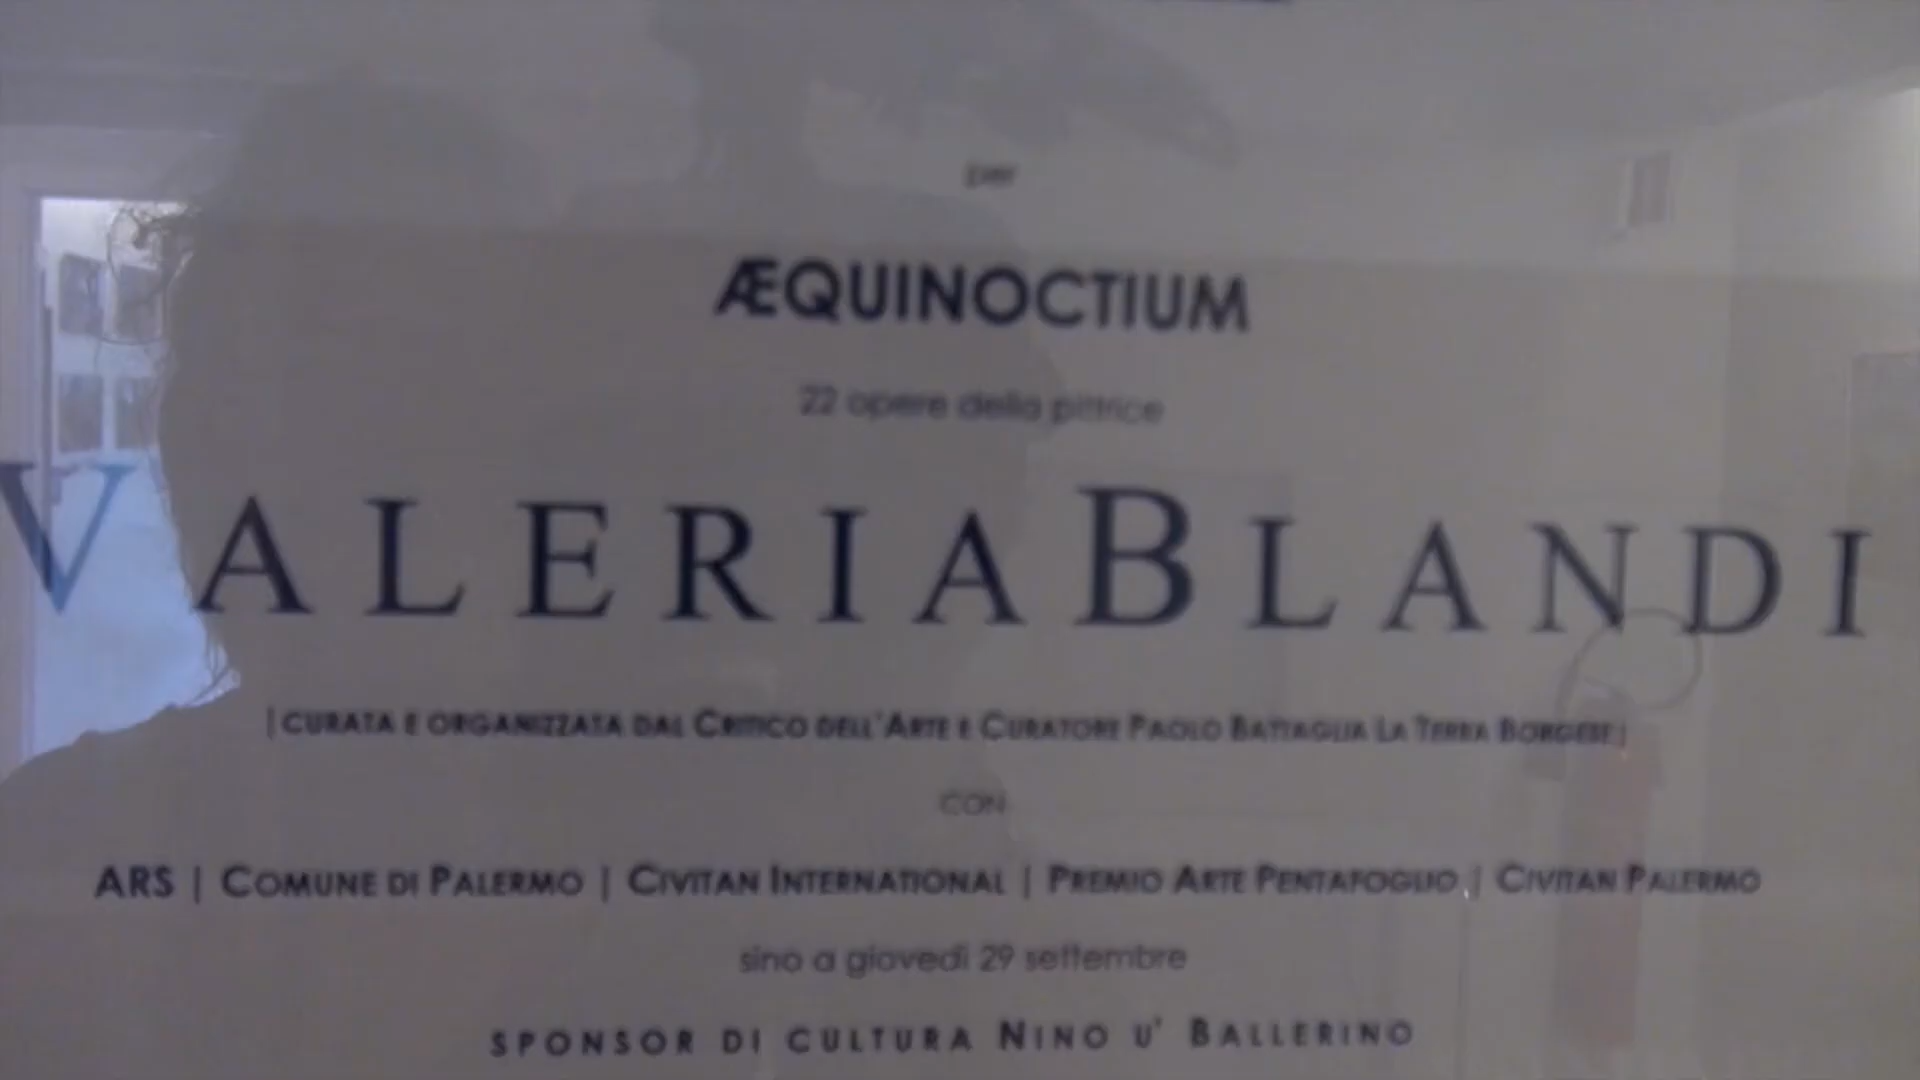 per
ÆQUINOCTIUM
22 opere della pittrice
VALERIABLANDI
|CURATA E ORGANIZZATA DAL CRITICO DELL'ARTE E CURATORE PAOLO BATTAGLIA LA TERRA BORGESE|
CON
ARS | COMUNE DI PALERMO | CIVITAN INTERNATIONAL | PREMIO ARTE PENTAFOGLIO | CIVITAN PALERMO
sino a giovedì 29 settembre
SPONSOR DI CULTURA NINO U' BALLERINO